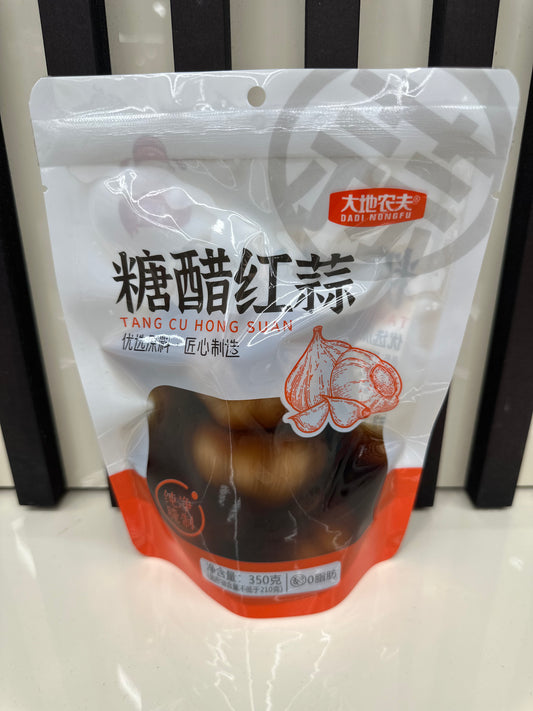 大地农夫®
DADI NONGFU
糖醋红蒜
TANG CU HONG SUAN
优选原料 匠心制造
净含量：350克
0脂肪